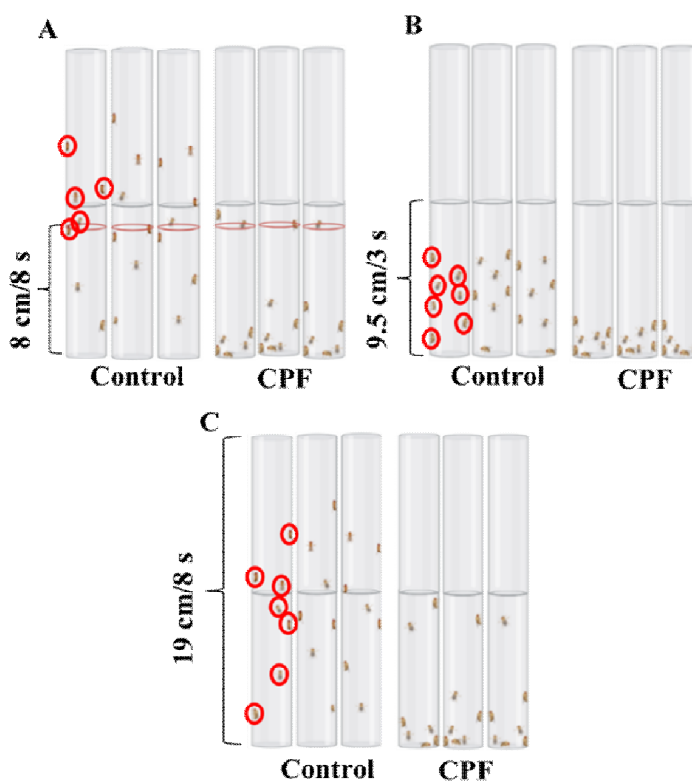 A
B
8 cm/8 s
9.5 cm/3 s
Control
CPF
Control
CPF
C
19 cm/8 s
Control
CPF